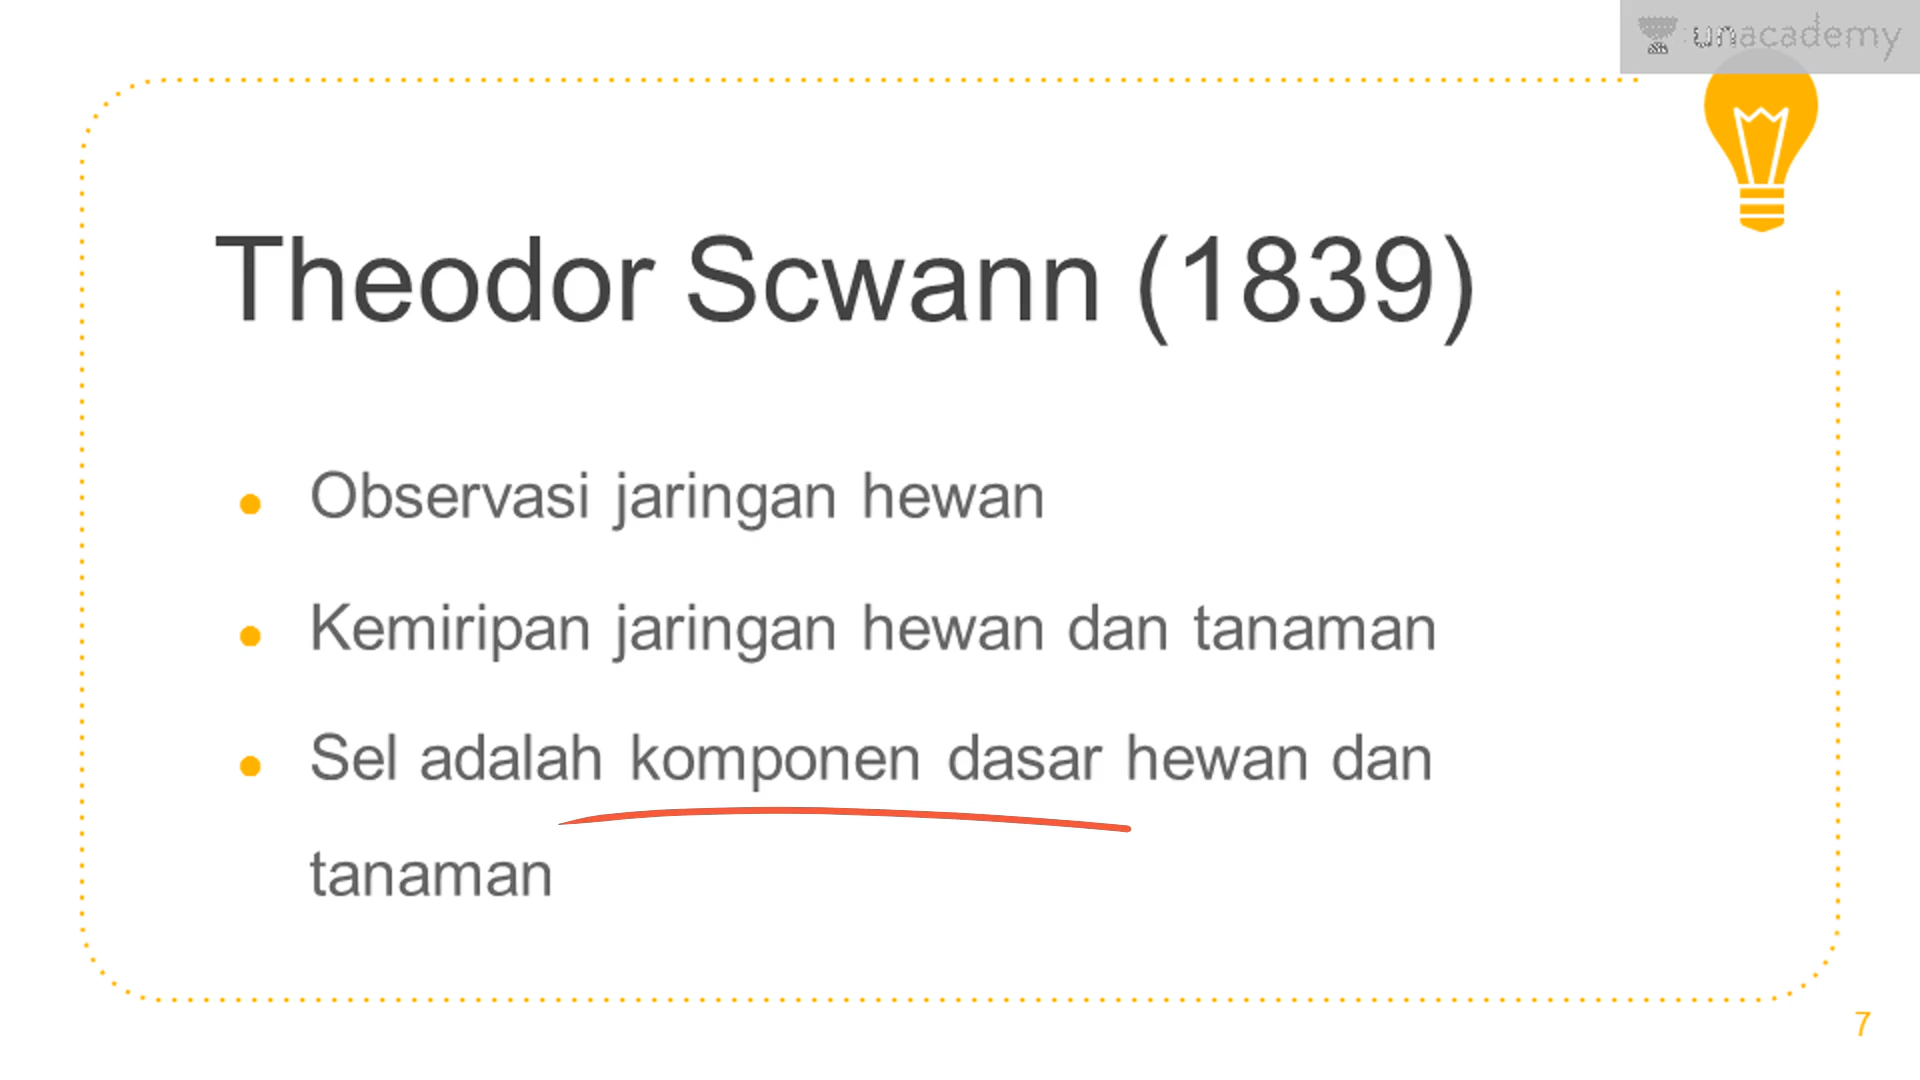 unacademy
Theodor Scwann (1839)
Observasi jaringan hewan
Kemiripan jaringan hewan dan tanaman
Sel adalah komponen dasar hewan dan
tanaman
7